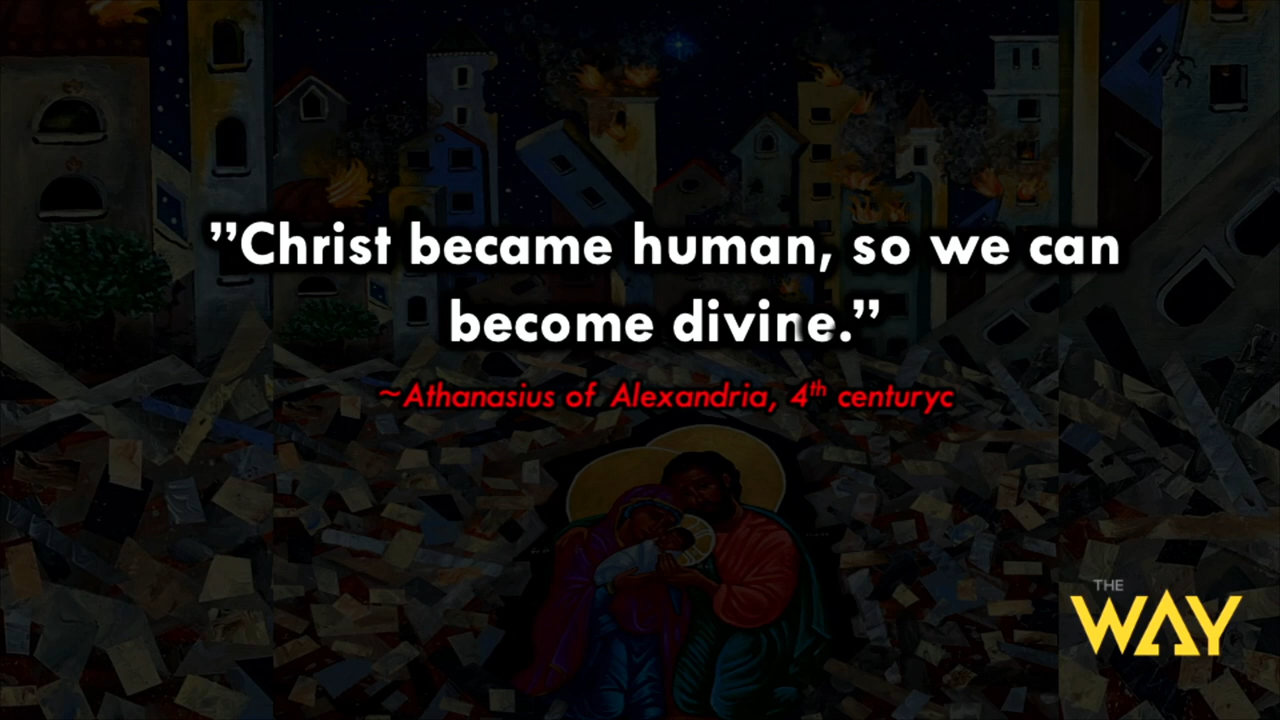 ”Christ became human, so we can
become divine.”
~Athanasius of Alexandria, 4th centuryc
THE
WAY